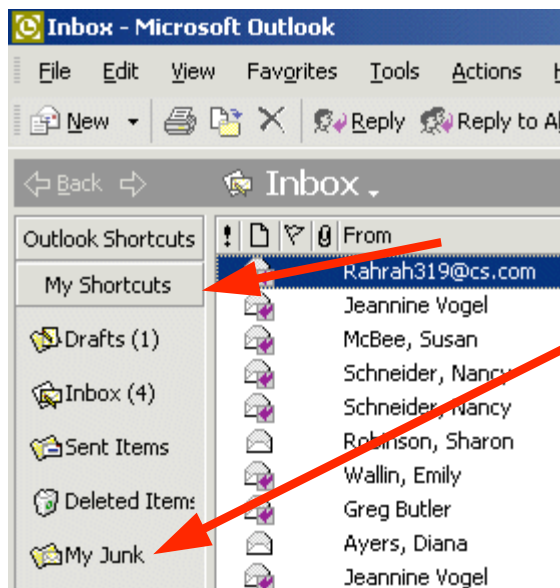 Inbox - Microsoft Outlook
File Edit View Favorites Tools Actions
New Reply Reply to
Back Inbox
Outlook Shortcuts ! From
My Shortcuts Rahrah319@cs.com
Jeannine Vogel
Drafts (1) McBee, Susan
Schneider, Nancy
Inbox (4) Schneider, Nancy
Sent Items Robinson, Sharon
Wallin, Emily
Deleted Items Greg Butler
My Junk Ayers, Diana
Jeannine Vogel